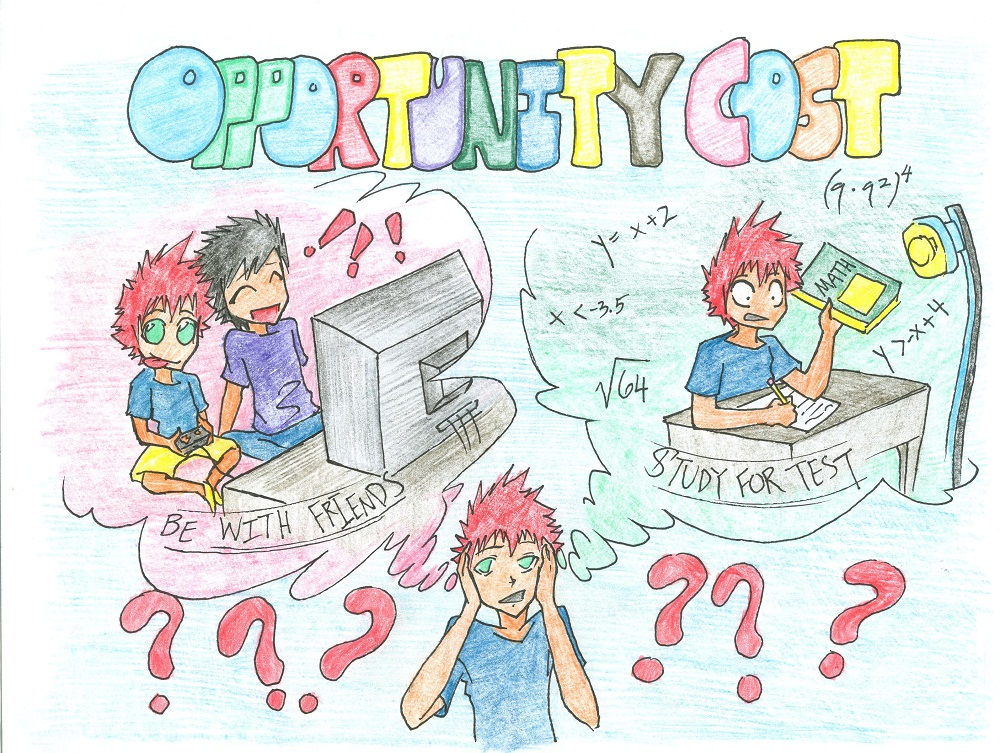 OPPORTUNITY COST
! ! !
y = x+2
(9·92)⁴
x < -3.5
MATH
y > -x+4
√64
BE WITH FRIENDS
STUDY FOR TEST
? ? ? ? ? ?